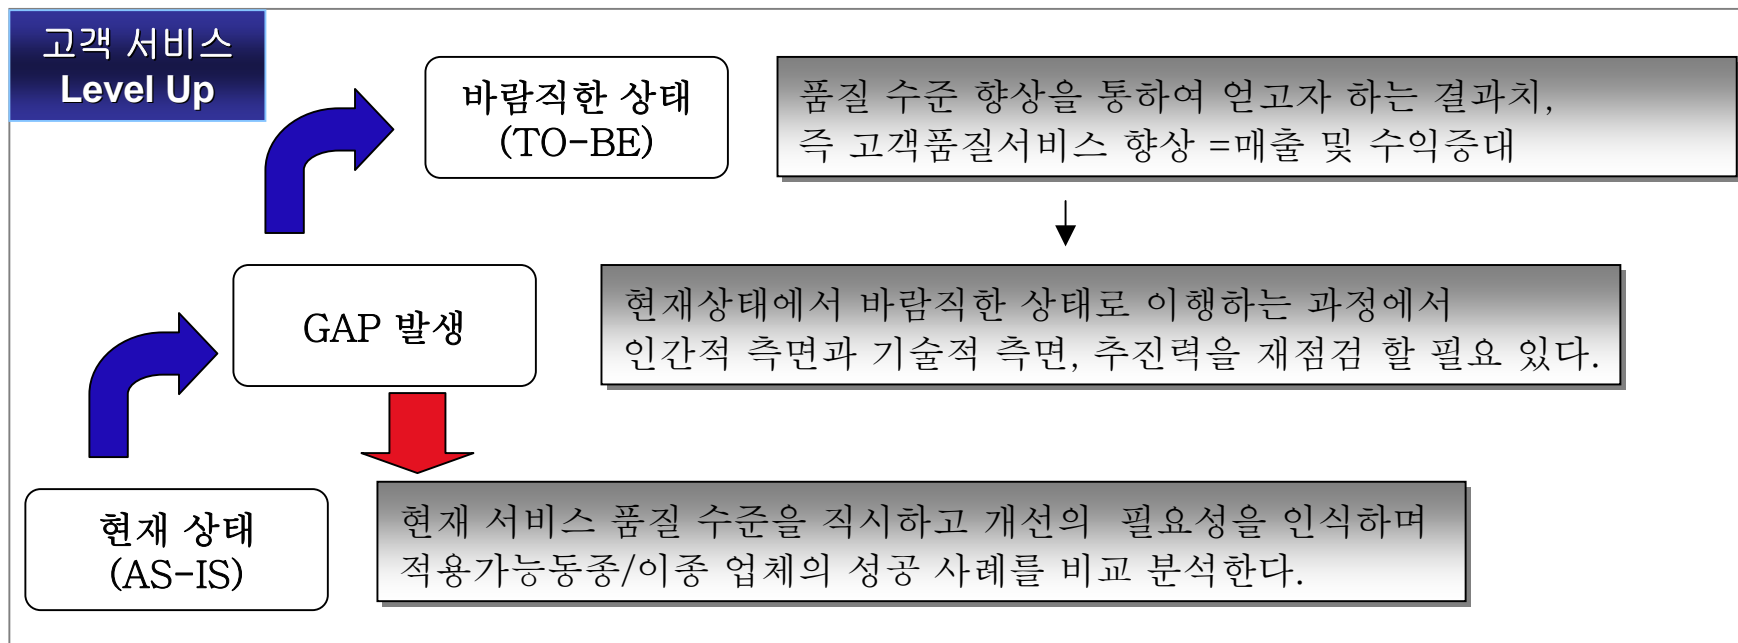 고객 서비스
Level Up
바람직한 상태
(TO-BE)
품질 수준 향상을 통하여 얻고자 하는 결과치,
즉 고객품질서비스 향상 =매출 및 수익증대
GAP 발생
현재상태에서 바람직한 상태로 이행하는 과정에서
인간적 측면과 기술적 측면, 추진력을 재점검 할 필요 있다.
현재 상태
(AS-IS)
현재 서비스 품질 수준을 직시하고 개선의  필요성을 인식하며
적용가능동종/이종 업체의 성공 사례를 비교 분석한다.